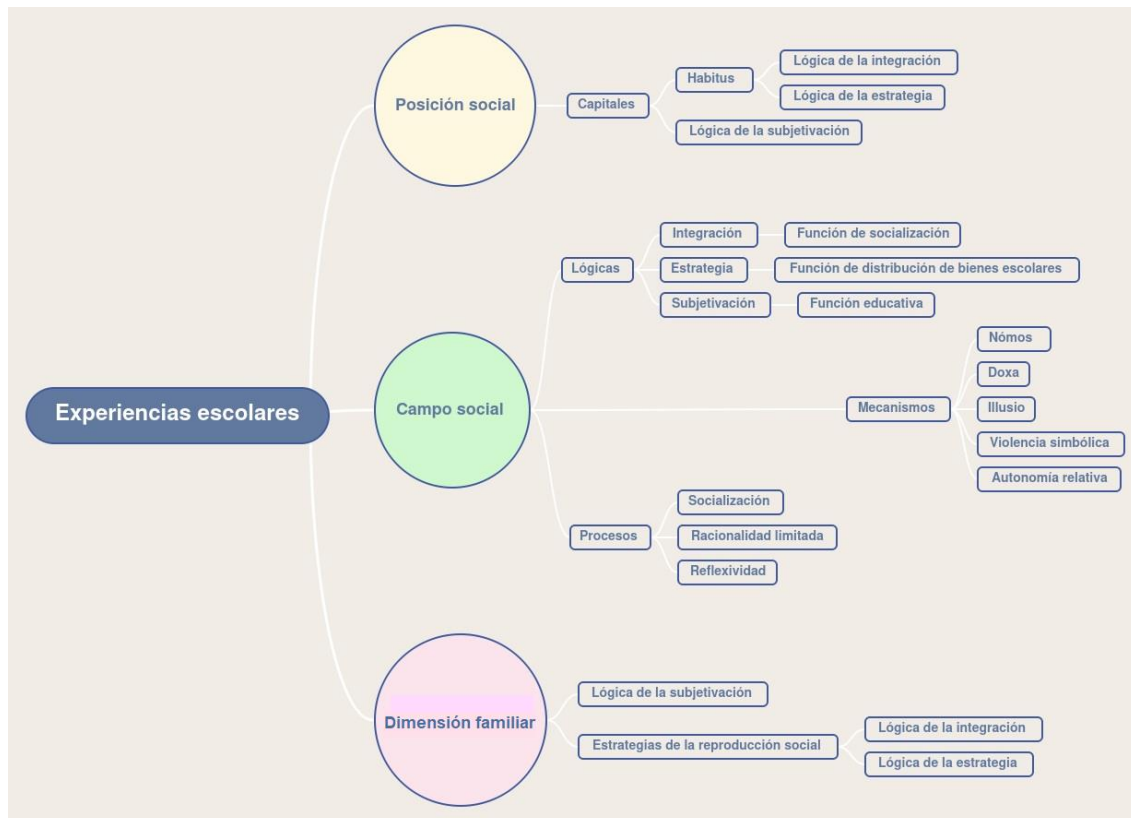 Experiencias escolares
Posición social
Capitales
Habitus
Lógica de la integración
Lógica de la estrategia
Lógica de la subjetivación
Campo social
Lógicas
Integración
Función de socialización
Estrategia
Función de distribución de bienes escolares
Subjetivación
Función educativa
Mecanismos
Nómos
Doxa
Illusio
Violencia simbólica
Autonomía relativa
Procesos
Socialización
Racionalidad limitada
Reflexividad
Dimensión familiar
Lógica de la subjetivación
Estrategias de la reproducción social
Lógica de la integración
Lógica de la estrategia